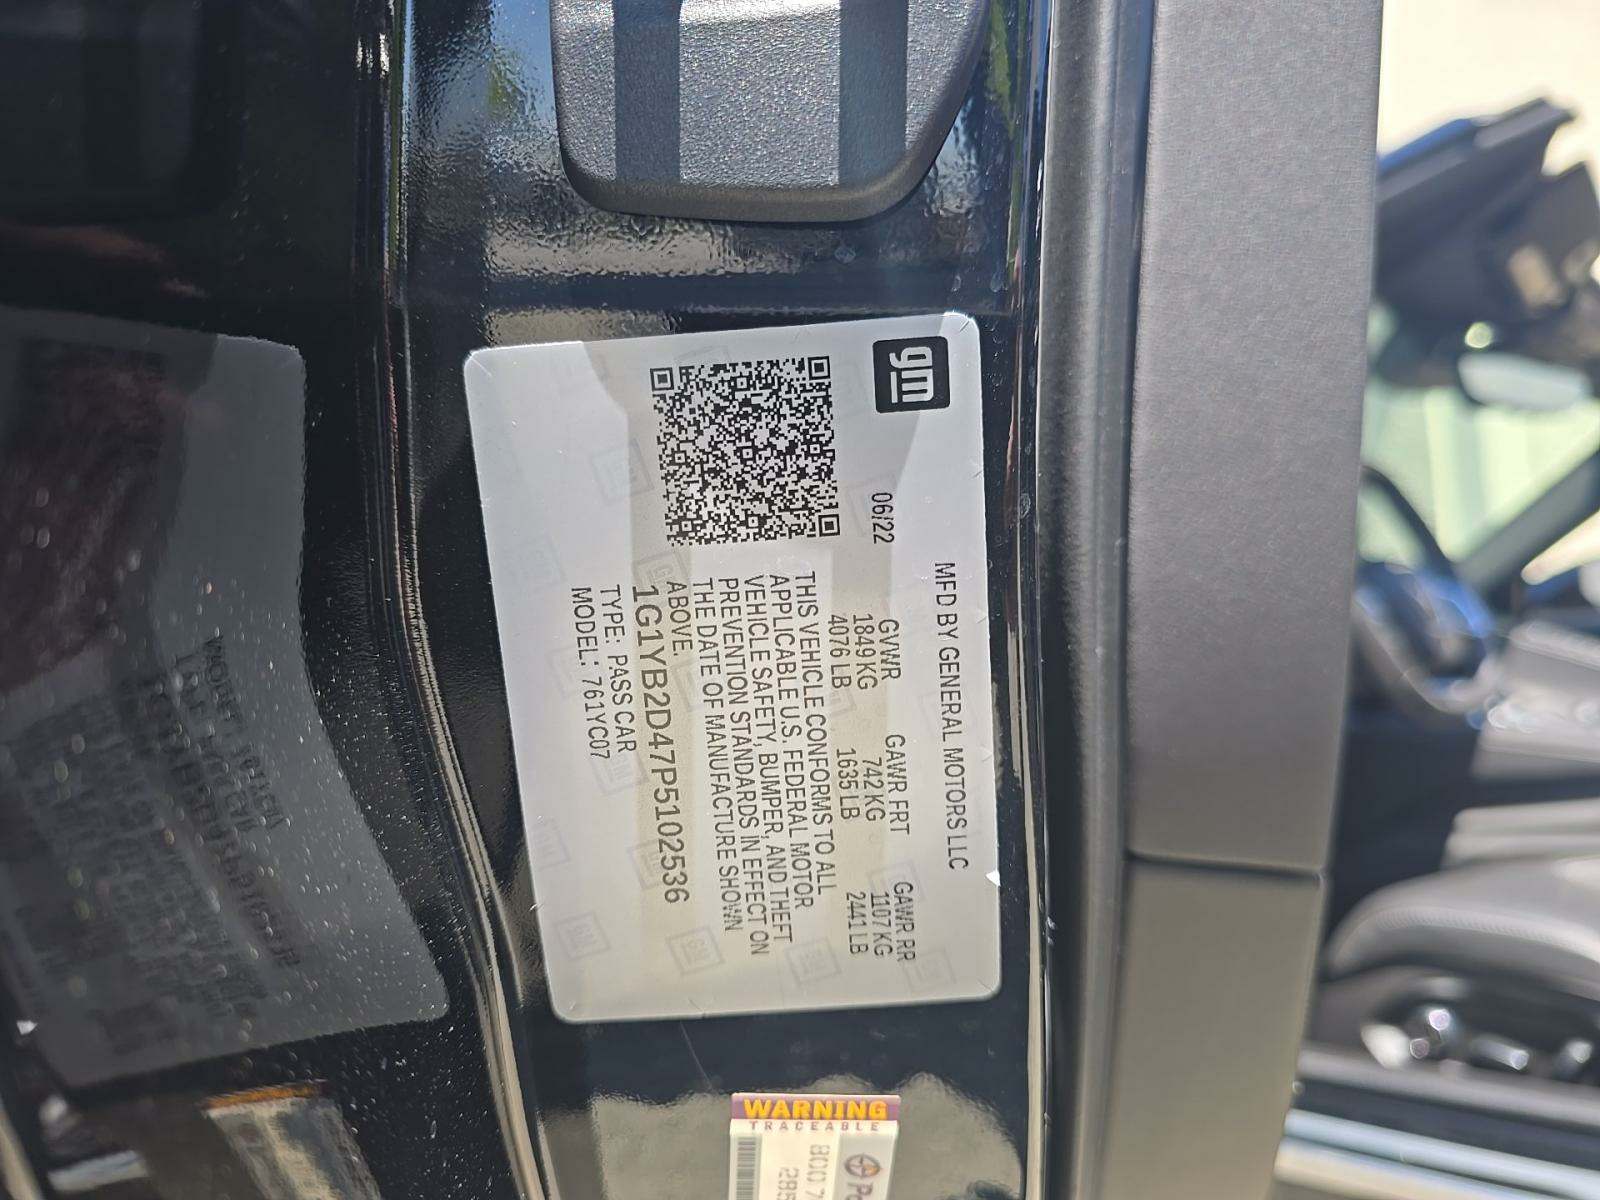 gm
MFD BY GENERAL MOTORS LLC
06/22
GVWR GAWR FRT GAWR RR
1849 KG 742 KG 1107 KG
4076 LB 1635 LB 2441 LB
THIS VEHICLE CONFORMS TO ALL
APPLICABLE U.S. FEDERAL MOTOR
VEHICLE SAFETY, BUMPER, AND THEFT
PREVENTION STANDARDS IN EFFECT ON
THE DATE OF MANUFACTURE SHOWN
ABOVE.
1G1YB2D47P5102536
TYPE: PASS CAR
MODEL: 761YC07
WARNING
TRACEABLE